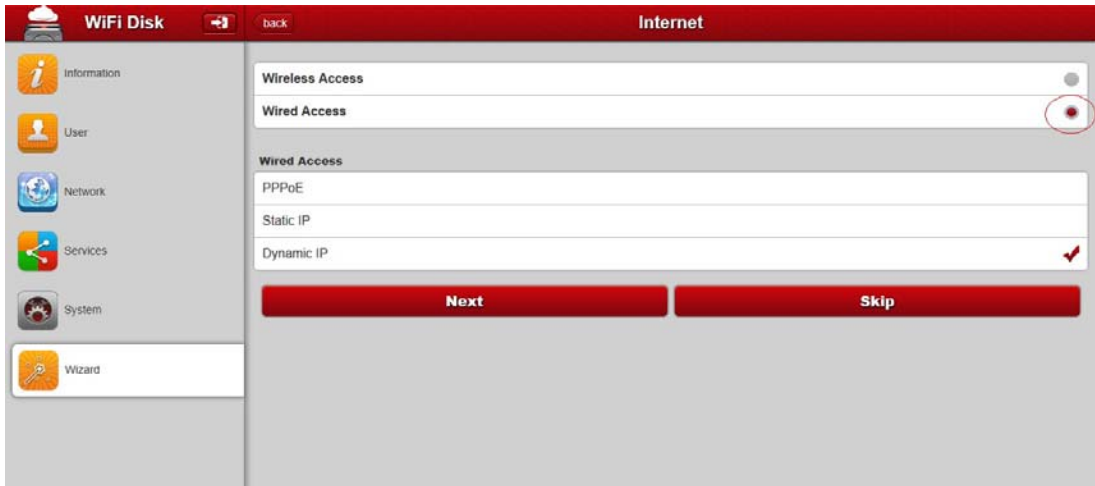 WiFi Disk
back
Internet
Information
User
Network
Services
System
Wizard
Wireless Access
Wired Access
Wired Access
PPPoE
Static IP
Dynamic IP
Next
Skip